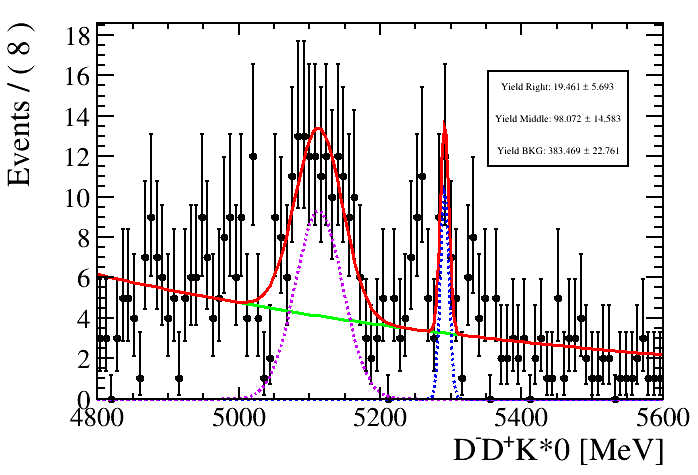 Events / ( 8 )
18
16
14
12
10
8
6
4
2
0
Yield Right: 19.461 ± 5.693
Yield Middle: 98.072 ± 14.583
Yield BKG: 383.469 ± 22.761
4800 5000 5200 5400 5600
D⁻D⁺K*0 [MeV]